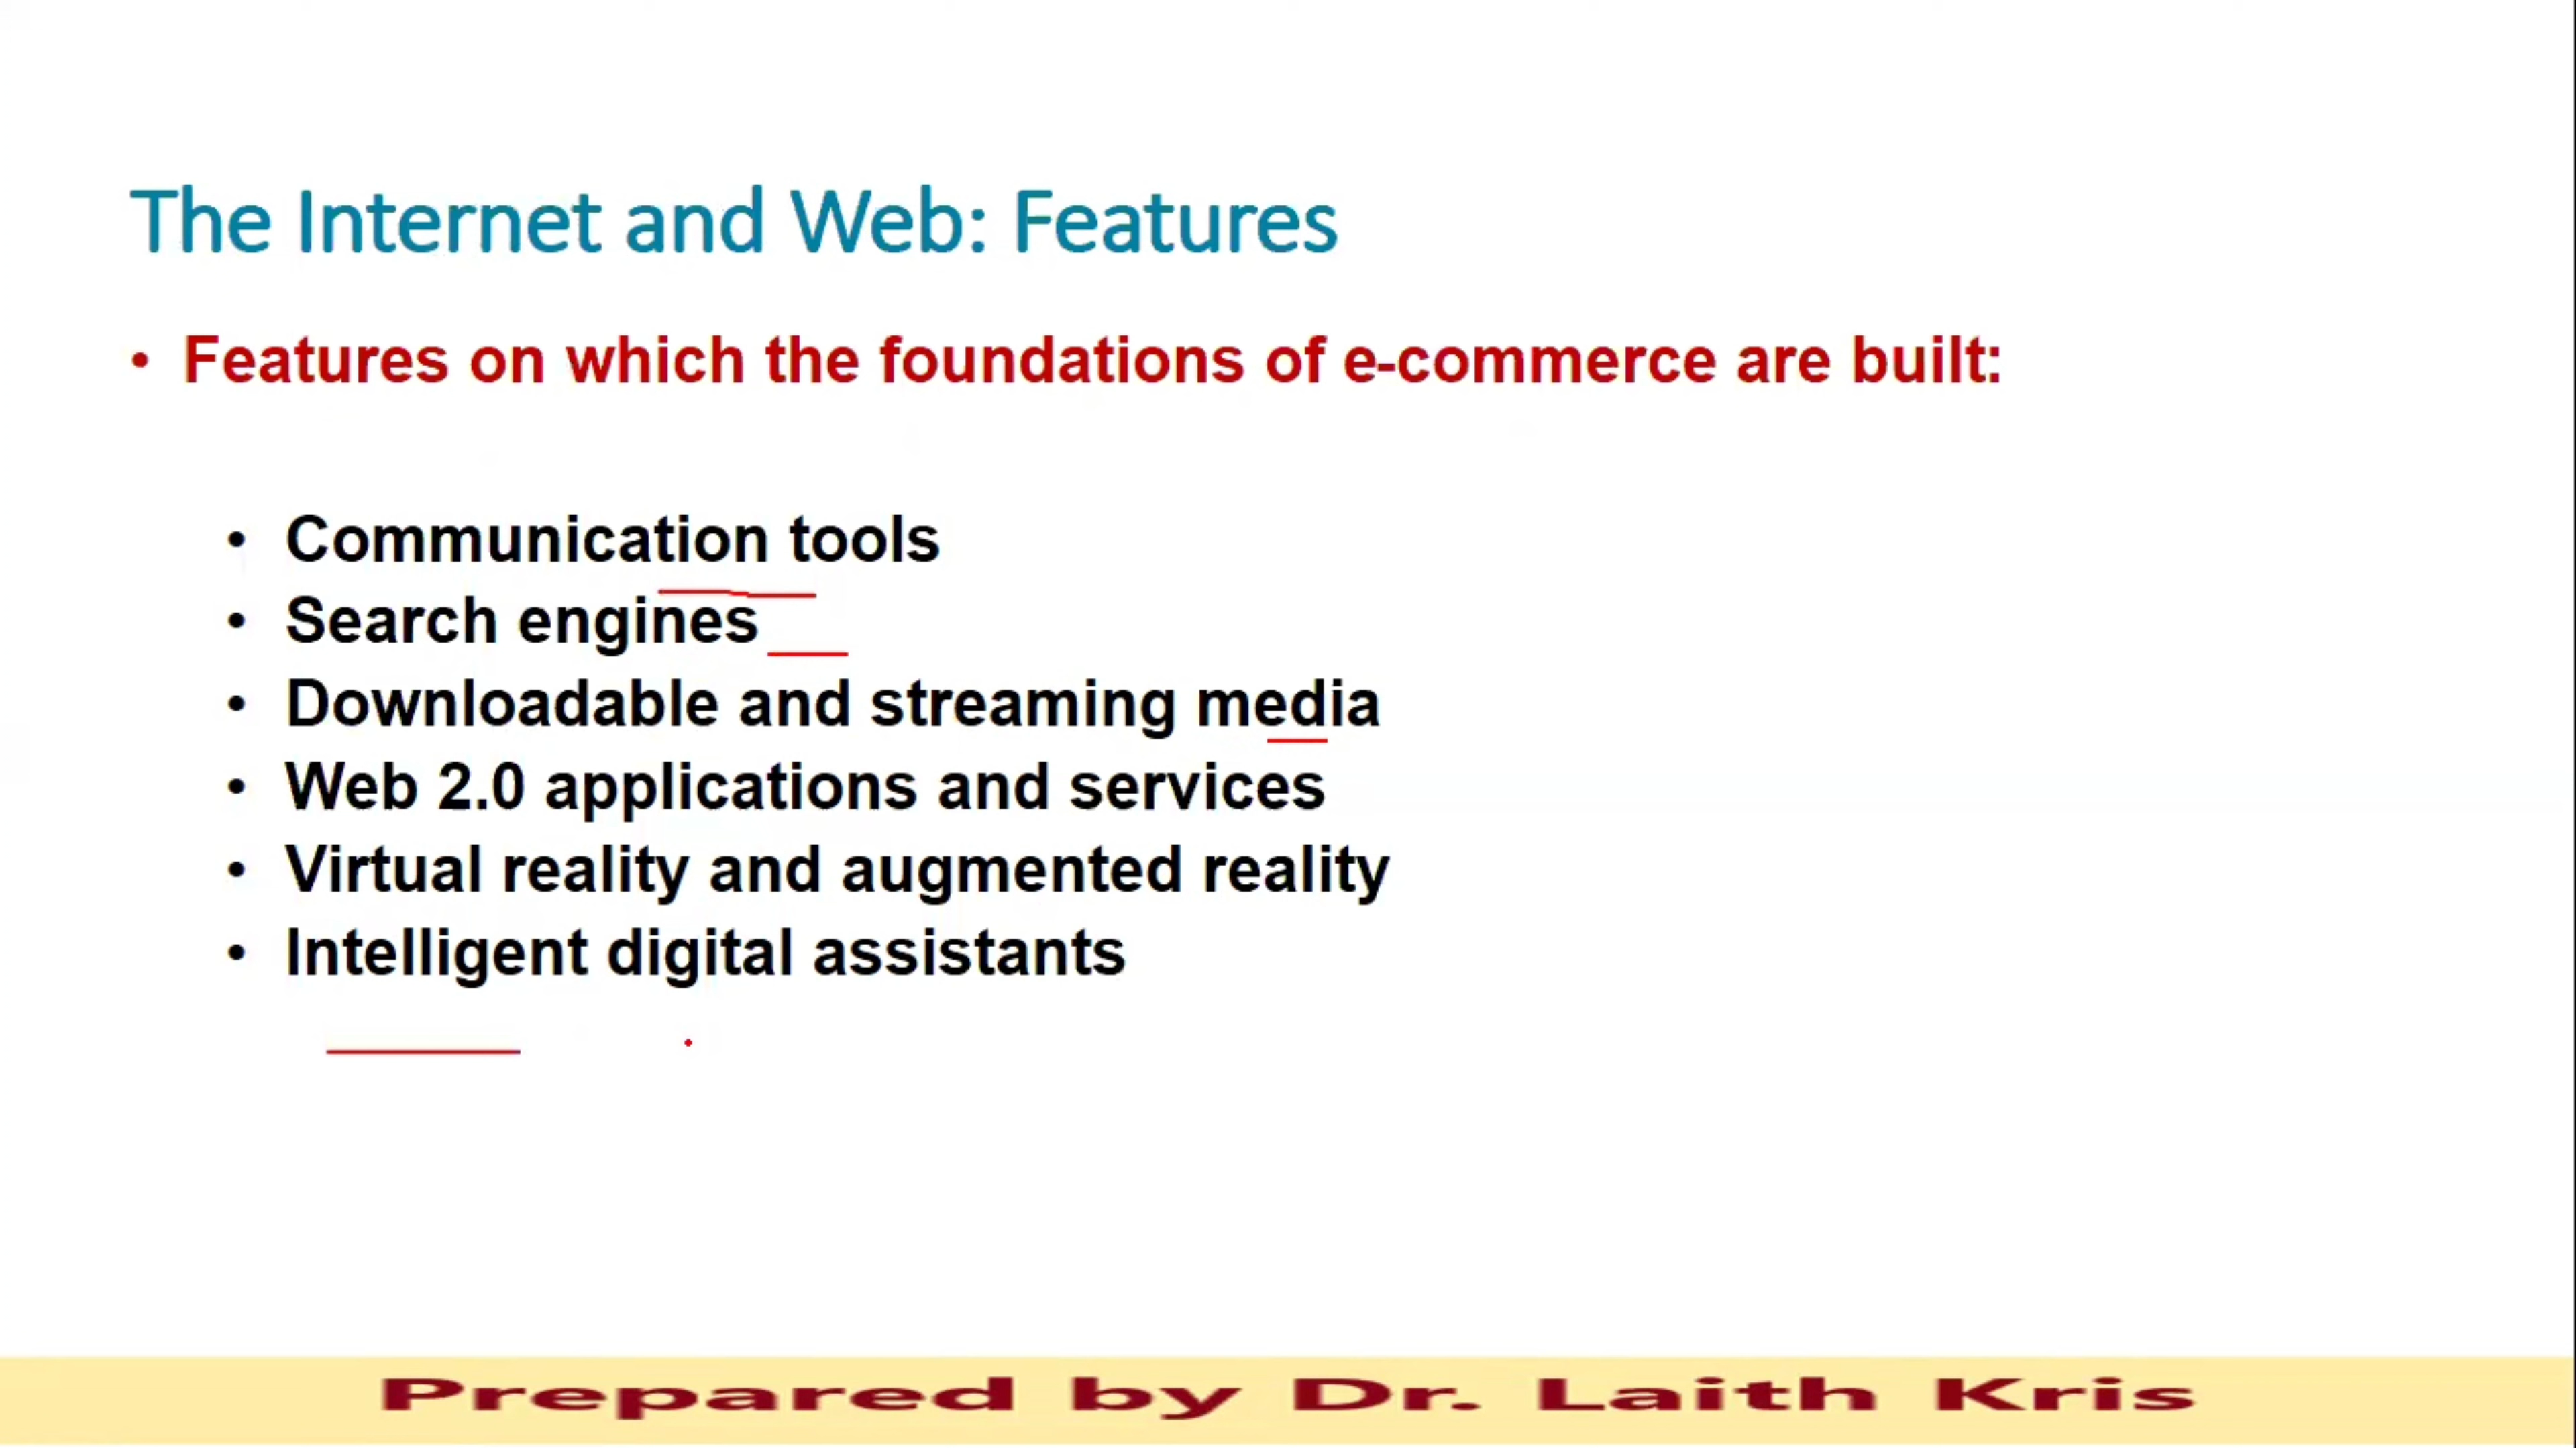 The Internet and Web: Features
• Features on which the foundations of e-commerce are built:
• Communication tools
• Search engines
• Downloadable and streaming media
• Web 2.0 applications and services
• Virtual reality and augmented reality
• Intelligent digital assistants
Prepared by Dr. Laith Kris